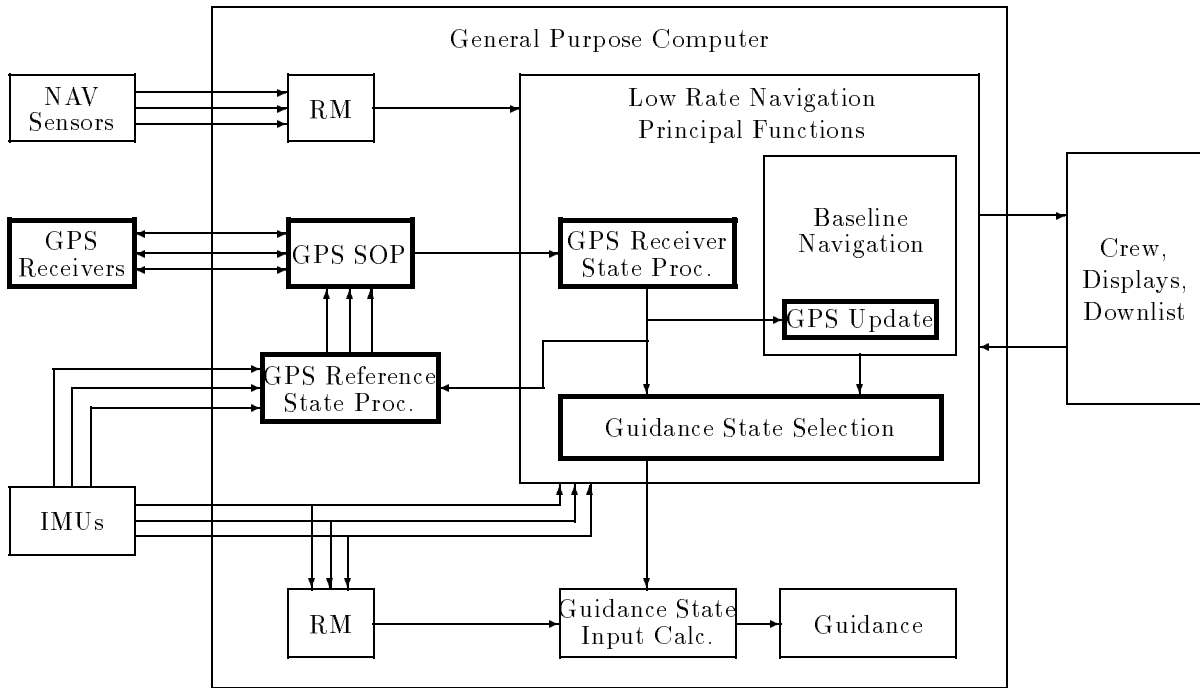 General Purpose Computer
NAV
Sensors
RM
Low Rate Navigation
Principal Functions
GPS
Receivers
GPS SOP
GPS Receiver
State Proc.
Baseline
Navigation
GPS Update
Crew,
Displays,
Downlist
GPS Reference
State Proc.
Guidance State Selection
IMUs
RM
Guidance State
Input Calc.
Guidance